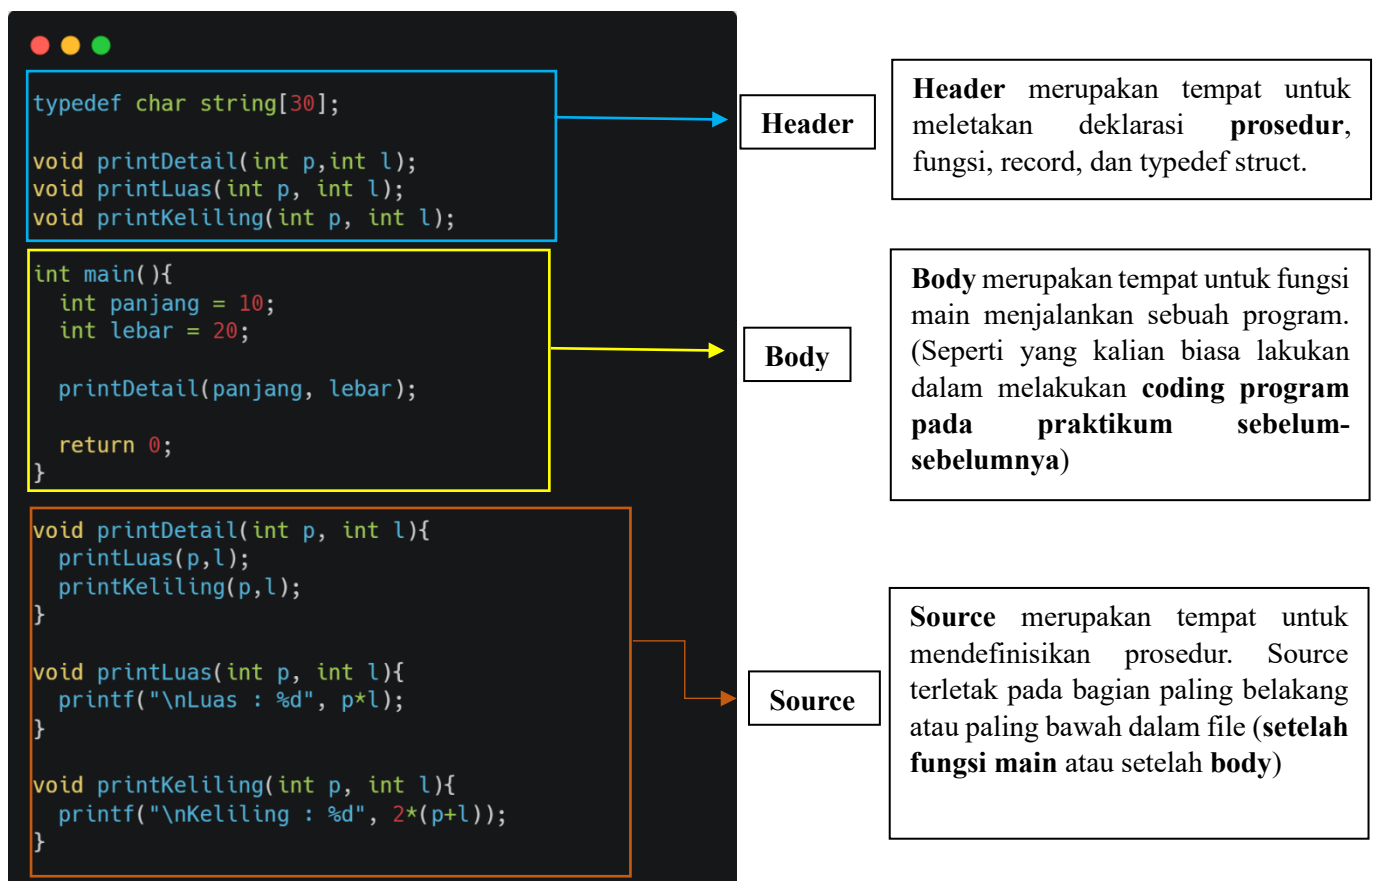 typedef char string[30];
void printDetail(int p,int l);
void printLuas(int p, int l);
void printKeliling(int p, int l);
Header
Header merupakan tempat untuk
meletakan deklarasi prosedur,
fungsi, record, dan typedef struct.
int main(){
int panjang = 10;
int lebar = 20;
printDetail(panjang, lebar);
return 0;
}
Body
Body merupakan tempat untuk fungsi
main menjalankan sebuah program.
(Seperti yang kalian biasa lakukan
dalam melakukan coding program
pada praktikum sebelum-
sebelumnya)
void printDetail(int p, int l){
printLuas(p,l);
printKeliling(p,l);
}
void printLuas(int p, int l){
printf("\nLuas : %d", p*l);
}
void printKeliling(int p, int l){
printf("\nKeliling : %d", 2*(p+l));
}
Source
Source merupakan tempat untuk
mendefinisikan prosedur. Source
terletak pada bagian paling belakang
atau paling bawah dalam file (setelah
fungsi main atau setelah body)